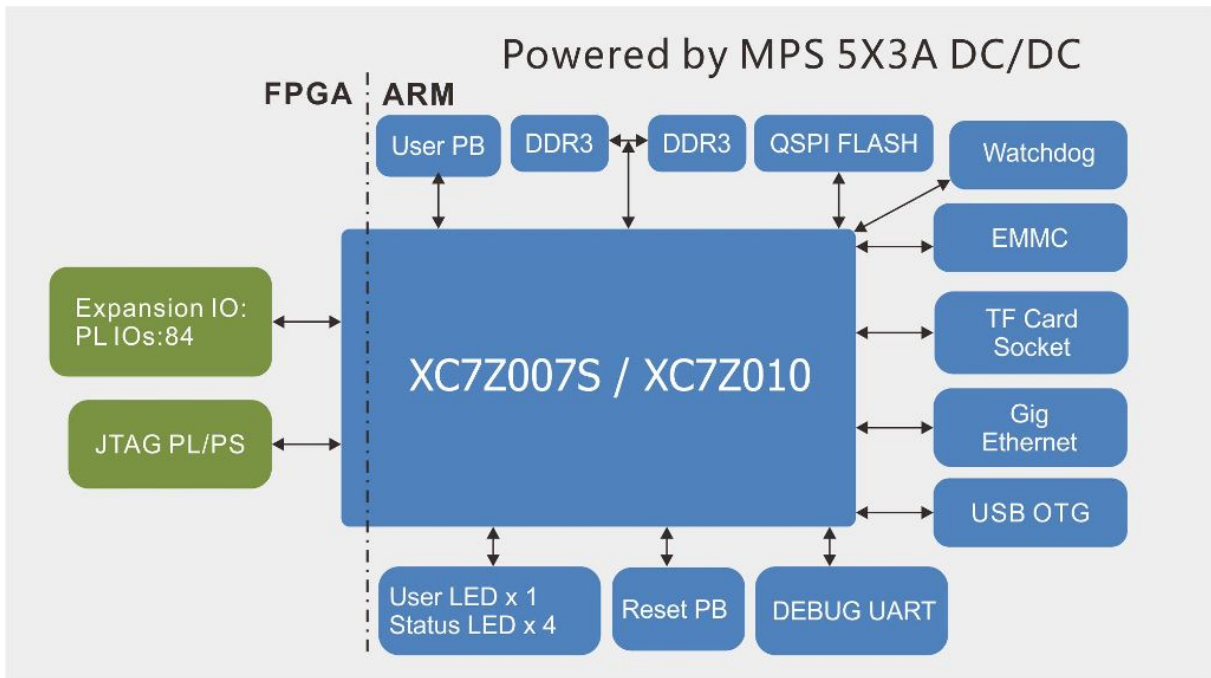 Powered by MPS 5X3A DC/DC
FPGA
ARM
User PB
DDR3
DDR3
QSPI FLASH
Watchdog
EMMC
Expansion IO:
PL IOs:84
TF Card
Socket
XC7Z007S / XC7Z010
Gig
Ethernet
JTAG PL/PS
USB OTG
User LED x 1
Status LED x 4
Reset PB
DEBUG UART